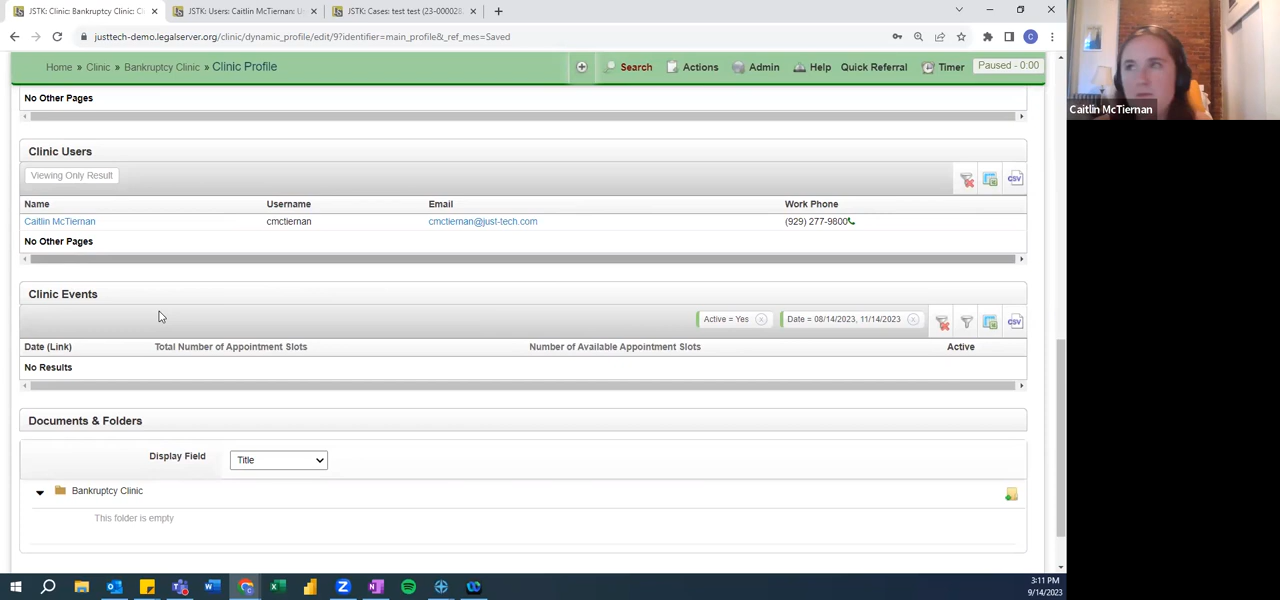 JSTK: Clinic: Bankruptcy Clinic: Cl
JSTK: Users: Caitlin McTiernan: U
JSTK: Cases: test test (23-000028
justtech-demo.legalserver.org/clinic/dynamic_profile/edit/9?identifier=main_profile&_ref_mes=Saved
Home » Clinic » Bankruptcy Clinic » Clinic Profile
Search Actions Admin Help Quick Referral Timer Paused - 0:00
Caitlin McTiernan
No Other Pages
Clinic Users
Viewing Only Result
CSV
Name Username Email Work Phone
Caitlin McTiernan cmctiernan cmctiernan@just-tech.com (929) 277-9800
No Other Pages
Clinic Events
Active = Yes Date = 08/14/2023, 11/14/2023 CSV
Date (Link) Total Number of Appointment Slots Number of Available Appointment Slots Active
No Results
Documents & Folders
Display Field Title
Bankruptcy Clinic
This folder is empty
3:11 PM
9/14/2023